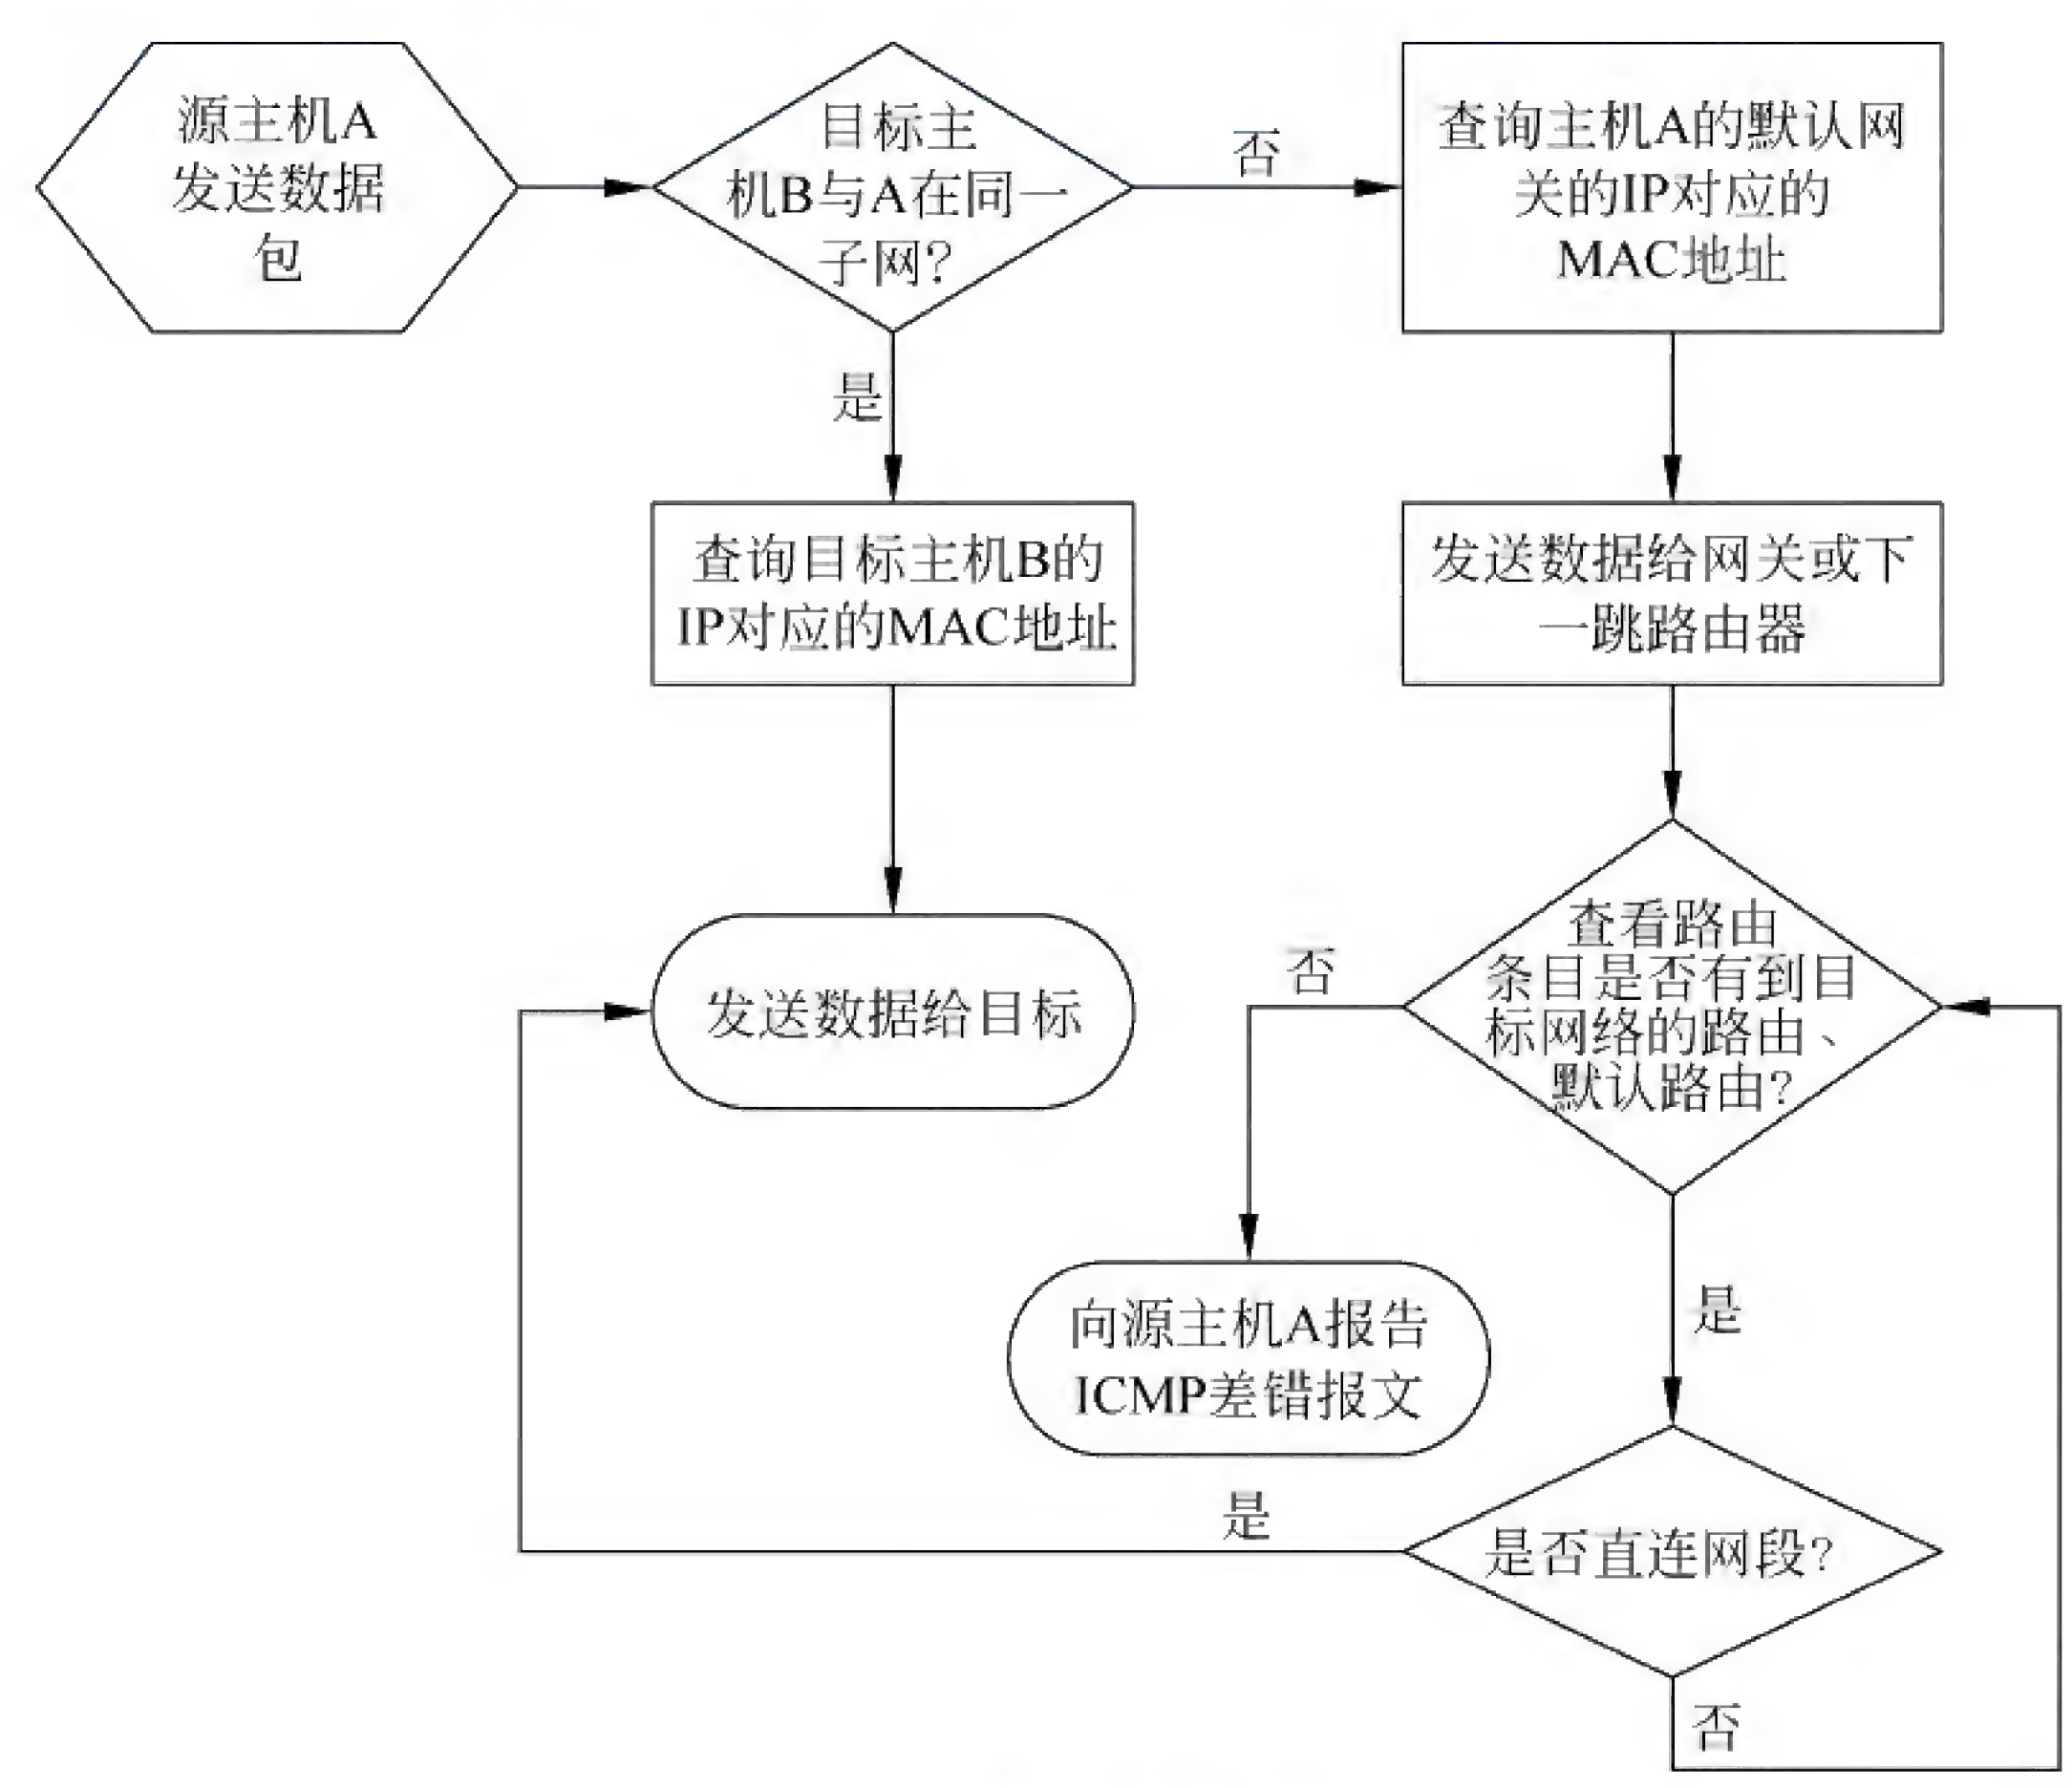 源主机A
发送数据
包
目标主
机B与A在同一
子网?
否
查询主机A的默认网
关的IP对应的
MAC地址
是
查询目标主机B的
IP对应的MAC地址
发送数据给网关或下
一跳路由器
发送数据给目标
查看路由
条目是否有到目
标网络的路由、
默认路由?
否
向源主机A报告
ICMP差错报文
是
是否直连网段?
是
否